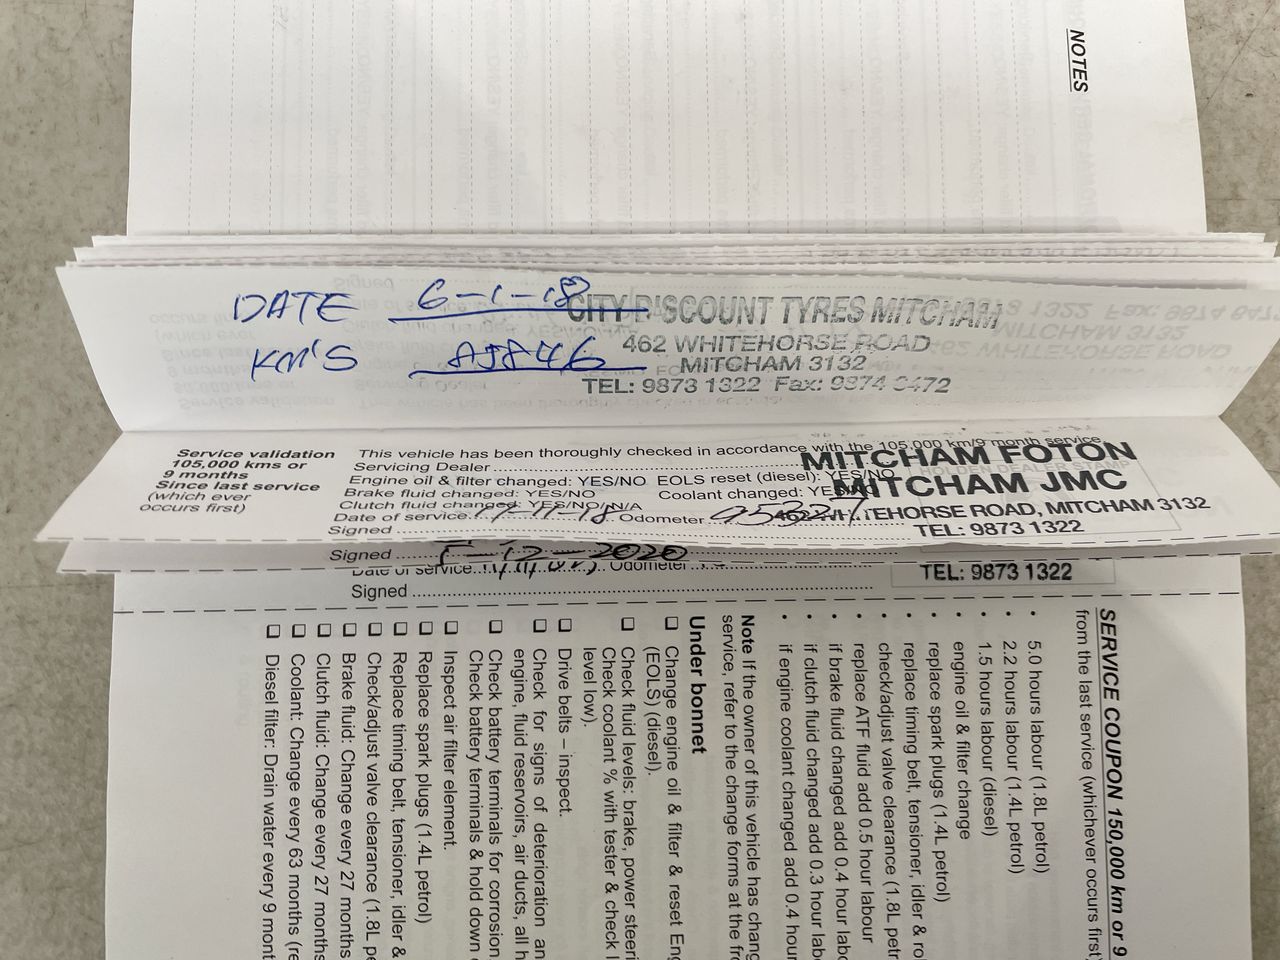 NOTES
DATE 6-1-18
KM'S
CITY DISCOUNT TYRES MITCHAM
462 WHITEHORSE ROAD
MITCHAM 3132
TEL: 9873 1322 Fax: 9874 8472
Service validation
105,000 kms or
9 months
Since last service
(which ever
occurs first)
This vehicle has been thoroughly checked in accordance with the 105,000 km/9 month service.
Servicing Dealer
Engine oil & filter changed: YES/NO EOLS reset (diesel): YES/NO
Brake fluid changed: YES/NO Coolant changed: YES/NO
Clutch fluid changed: YES/NO/N/A
Date of service Odometer
Signed
MITCHAM FOTON
MITCHAM JMC
462 WHITEHORSE ROAD, MITCHAM 3132
TEL: 9873 1322
Signed
-12-2020
Date of service Odometer
Signed
TEL: 9873 1322
SERVICE COUPON 150,000 km or 9
from the last service (whichever occurs first)
• 5.0 hours labour (1.8L petrol)
• 2.2 hours labour (1.4L petrol)
• 1.5 hours labour (diesel)
• engine oil & filter change
• replace spark plugs (1.4L petrol)
• replace timing belt, tensioner, idler & rol
• check/adjust valve clearance (1.8L petr
• replace ATF fluid add 0.5 hour labour
• if brake fluid changed add 0.4 hour labo
• if clutch fluid changed add 0.3 hour labo
• if engine coolant changed add 0.4 hour
Note If the owner of this vehicle has chang
service, refer to the change forms at the fr
Under bonnet
❑ Change engine oil & filter & reset Eng
(EOLS) (diesel).
❑ Check fluid levels: brake, power steeri
Check coolant % with tester & check l
level low).
❑ Drive belts – inspect.
❑ Check for signs of deterioration an
engine, fluid reservoirs, air ducts, all h
❑ Check battery terminals for corrosion
Check battery terminals & hold down
❑ Inspect air filter element.
❑ Replace spark plugs (1.4L petrol)
❑ Replace timing belt, tensioner, idler &
❑ Check/adjust valve clearance (1.8L pe
❑ Brake fluid: Change every 27 months
❑ Clutch fluid: Change every 27 months
❑ Coolant: Change every 63 months (re
❑ Diesel filter: Drain water every 9 mont